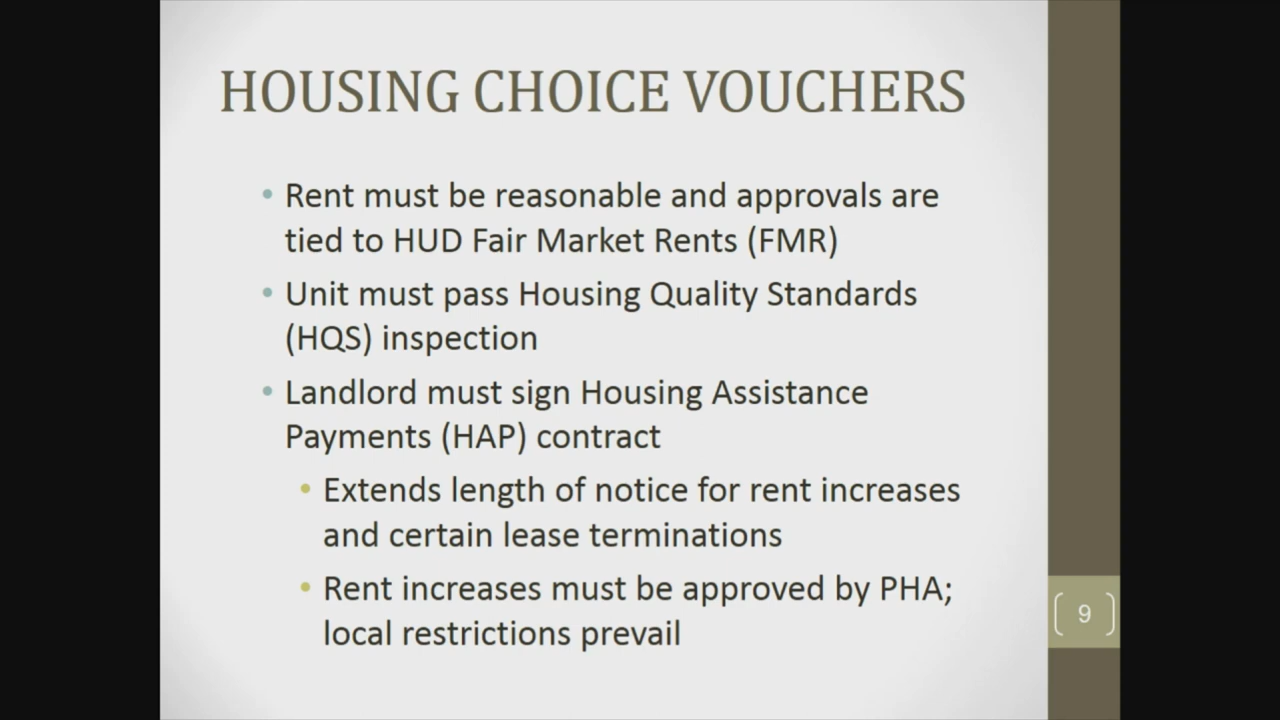 HOUSING CHOICE VOUCHERS
• Rent must be reasonable and approvals are
tied to HUD Fair Market Rents (FMR)
• Unit must pass Housing Quality Standards
(HQS) inspection
• Landlord must sign Housing Assistance
Payments (HAP) contract
• Extends length of notice for rent increases
and certain lease terminations
• Rent increases must be approved by PHA;
local restrictions prevail
9